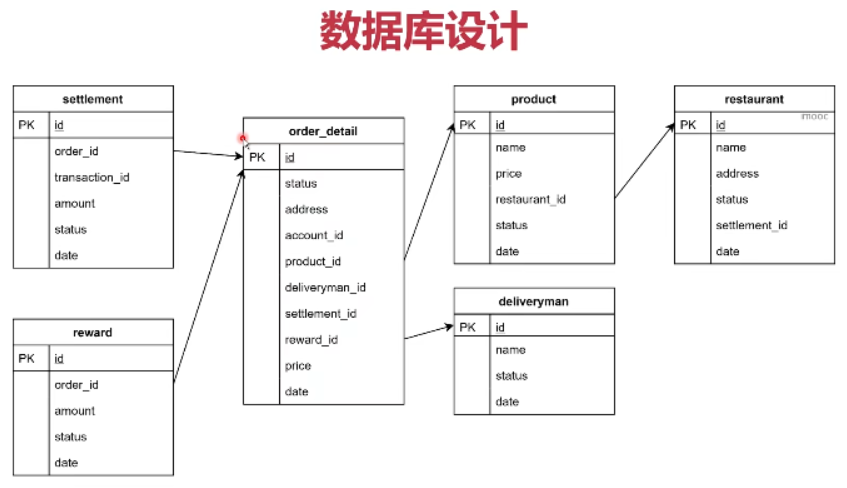 数据库设计
settlement
PK id
order_id
transaction_id
amount
status
date
reward
PK id
order_id
amount
status
date
order_detail
PK id
status
address
account_id
product_id
deliveryman_id
settlement_id
reward_id
price
date
product
PK id
name
price
restaurant_id
status
date
deliveryman
PK id
name
status
date
restaurant
imooc
PK id
name
address
status
settlement_id
date